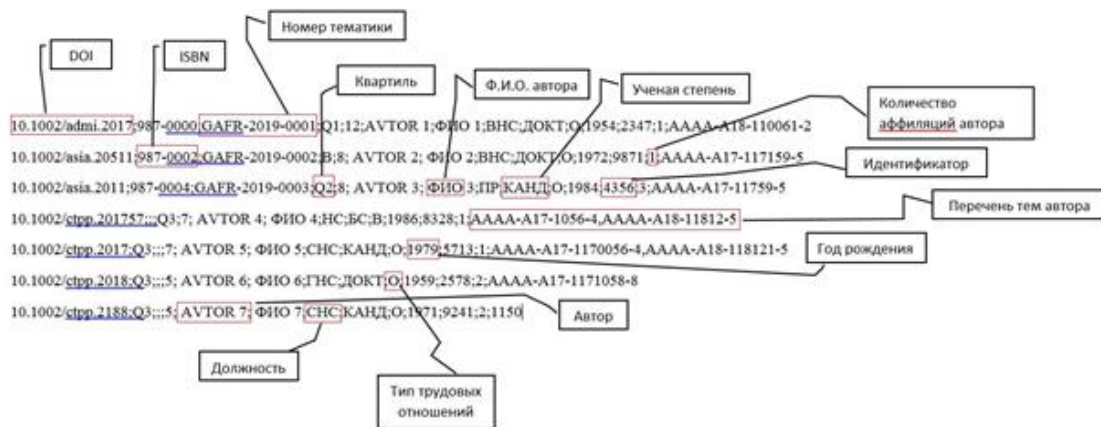 Номер тематики
DOI
ISBN
Квартиль
Ф.И.О. автора
Ученая степень
Количество аффиляций автора
10.1002/admi.2017;987-0000;GAFR-2019-0001;Q1;12;AVTOR 1;ФИО 1;ВНС;ДОКТ;О;1954;2347;1;AAAA-A18-110061-2
10.1002/asia.20511;987-0002;GAFR-2019-0002;В;8; AVTOR 2; ФИО 2;ВНС;ДОКТ;О;1972;9871;1;AAAA-A17-117159-5
Идентификатор
10.1002/asia.2011;987-0004;GAFR-2019-0003;Q2;8; AVTOR 3; ФИО 3;ПР;КАНД;О;1984;4356;3;AAAA-A17-11759-5
Перечень тем автора
10.1002/ctpp.201757;;;Q3;7; AVTOR 4; ФИО 4;НС;БС;В;1986;8328;1;AAAA-A17-1056-4,AAAA-A18-11812-5
10.1002/ctpp.2017;Q3;;;7; AVTOR 5; ФИО 5;СНС;КАНД;О;1979;5713;1;AAAA-A17-1170056-4,AAAA-A18-118121-5
Год рождения
10.1002/ctpp.2018;Q3;;;5; AVTOR 6; ФИО 6;ГНС;ДОКТ;О;1959;2578;2;AAAA-A17-1171058-8
10.1002/ctpp.2188;Q3;;;5; AVTOR 7; ФИО 7;СНС;КАНД;О;1971;9241;2;1150
Автор
Должность
Тип трудовых
отношений